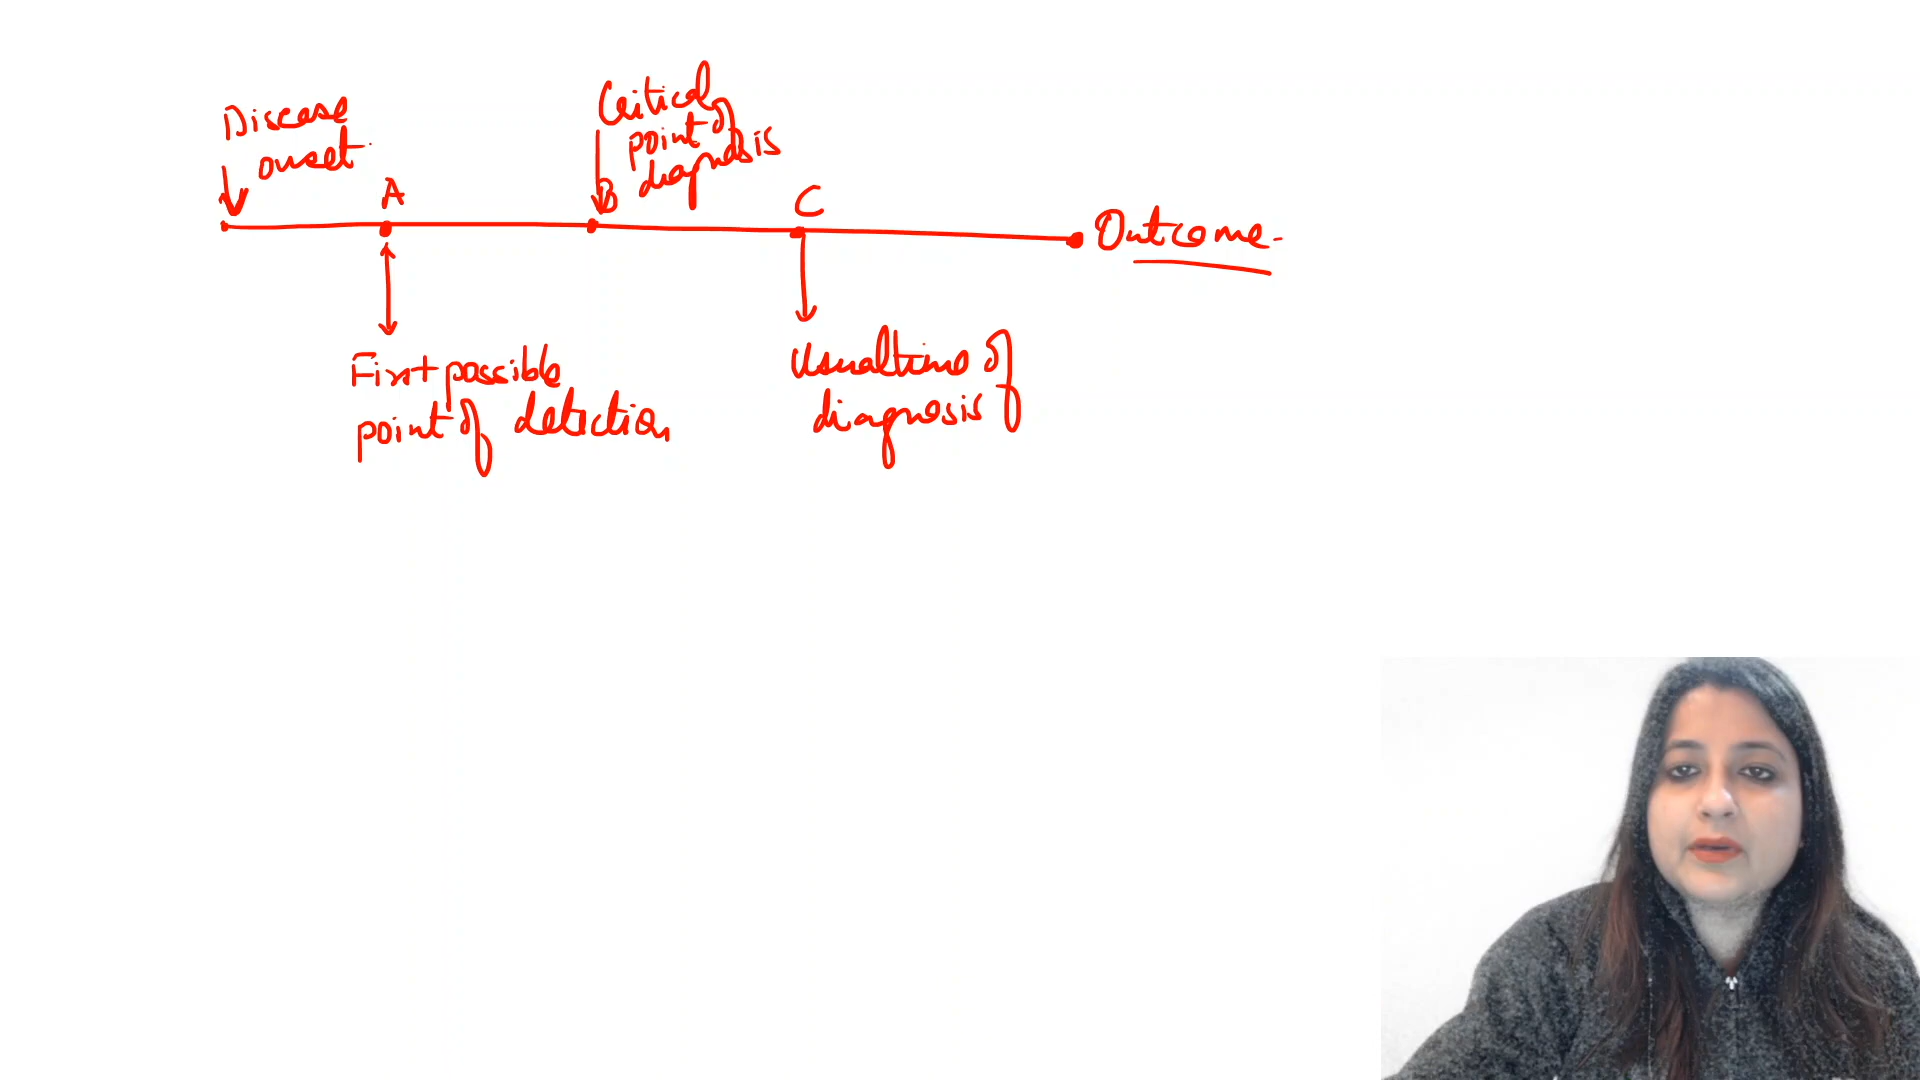 Disease
onset
A
Critical
point of
diagnosis
B
C
Outcome
First possible
point of detection
Usual time of
diagnosis